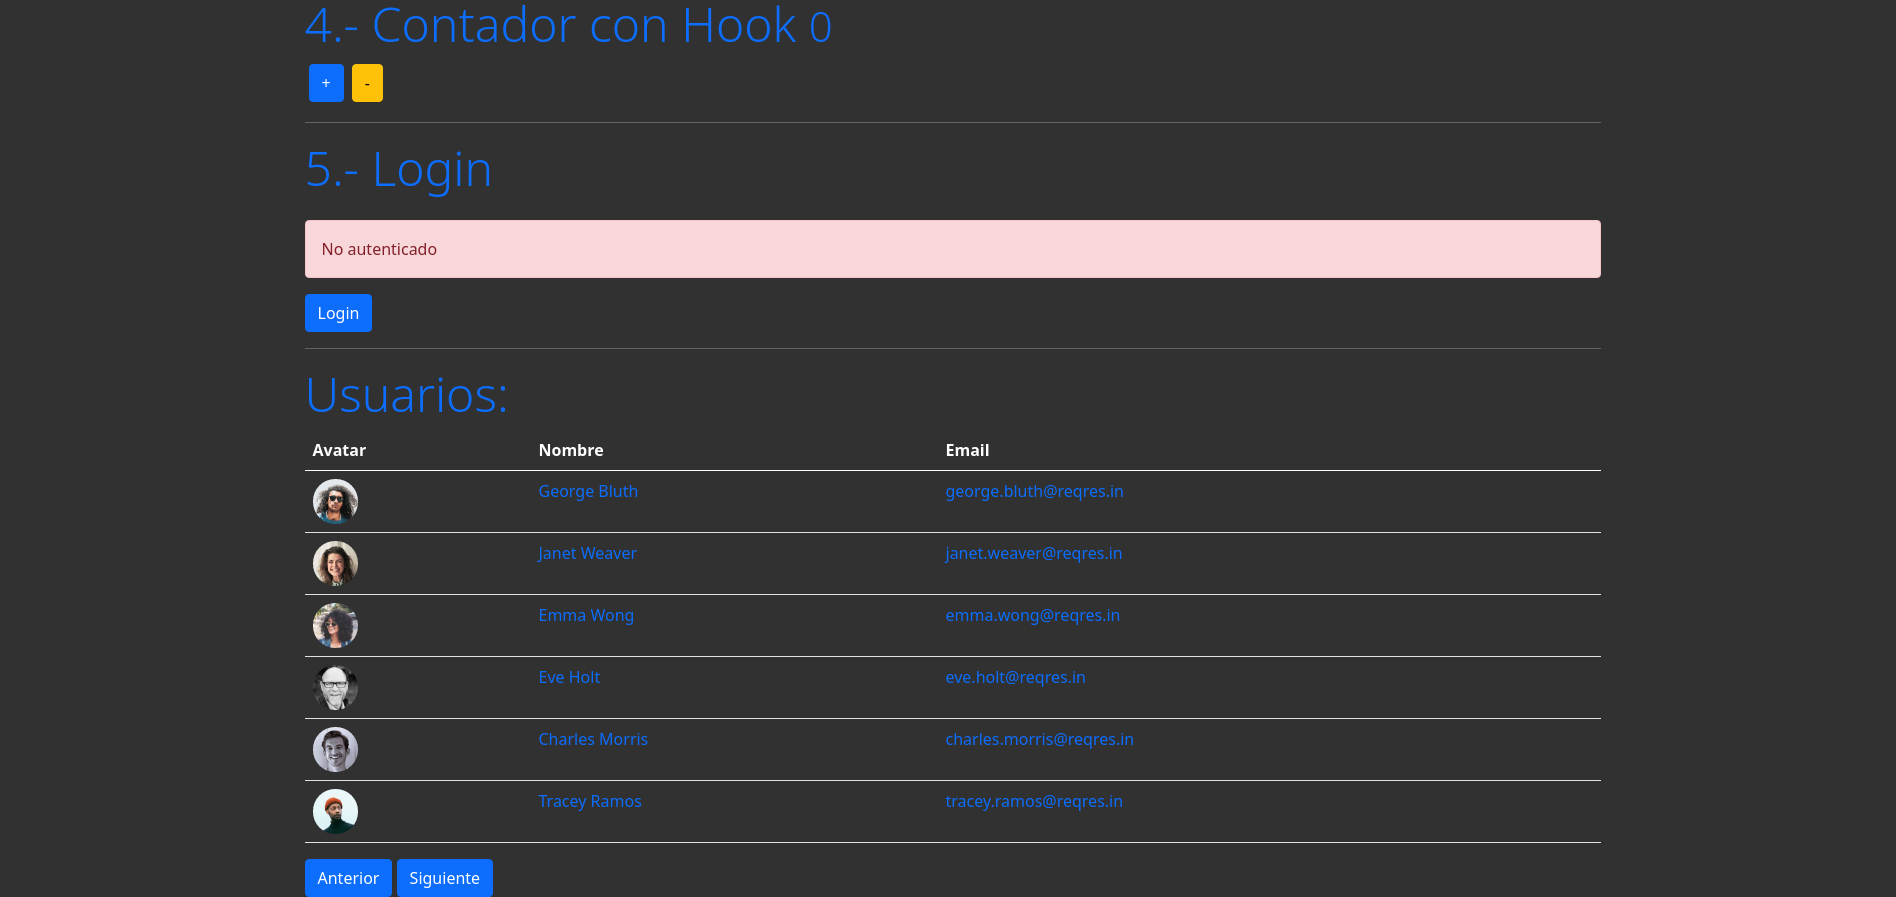 4.- Contador con Hook 0
+ -
5.- Login
No autenticado
Login
Usuarios:
Avatar Nombre Email
George Bluth george.bluth@reqres.in
Janet Weaver janet.weaver@reqres.in
Emma Wong emma.wong@reqres.in
Eve Holt eve.holt@reqres.in
Charles Morris charles.morris@reqres.in
Tracey Ramos tracey.ramos@reqres.in
Anterior Siguiente